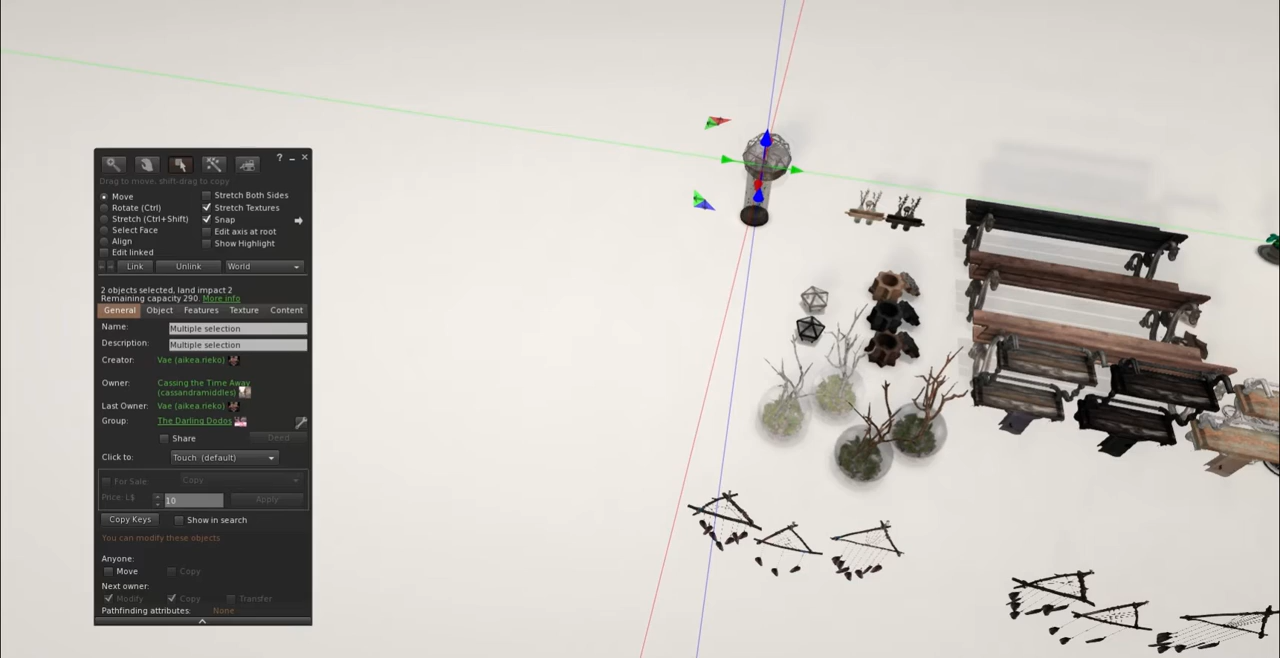 ?
Drag to move, shift-drag to copy
Move
Rotate (Ctrl)
Stretch (Ctrl+Shift)
Select Face
Align
Edit linked
Stretch Both Sides
Stretch Textures
Snap
Edit axis at root
Show Highlight
Link Unlink World
2 objects selected, land impact 2
Remaining capacity 290. More info
General Object Features Texture Content
Name: Multiple selection
Description: Multiple selection
Creator: Vae (aikea.rieko)
Owner: Cassing the Time Away
(cassandramiddles)
Last Owner: Vae (aikea.rieko)
Group: The Darling Dodos
Share Deed
Click to: Touch (default)
For Sale: Copy
Price: L$ 10 Apply
Copy Keys Show in search
You can modify these objects
Anyone:
Move Copy
Next owner:
Modify Copy Transfer
Pathfinding attributes: None